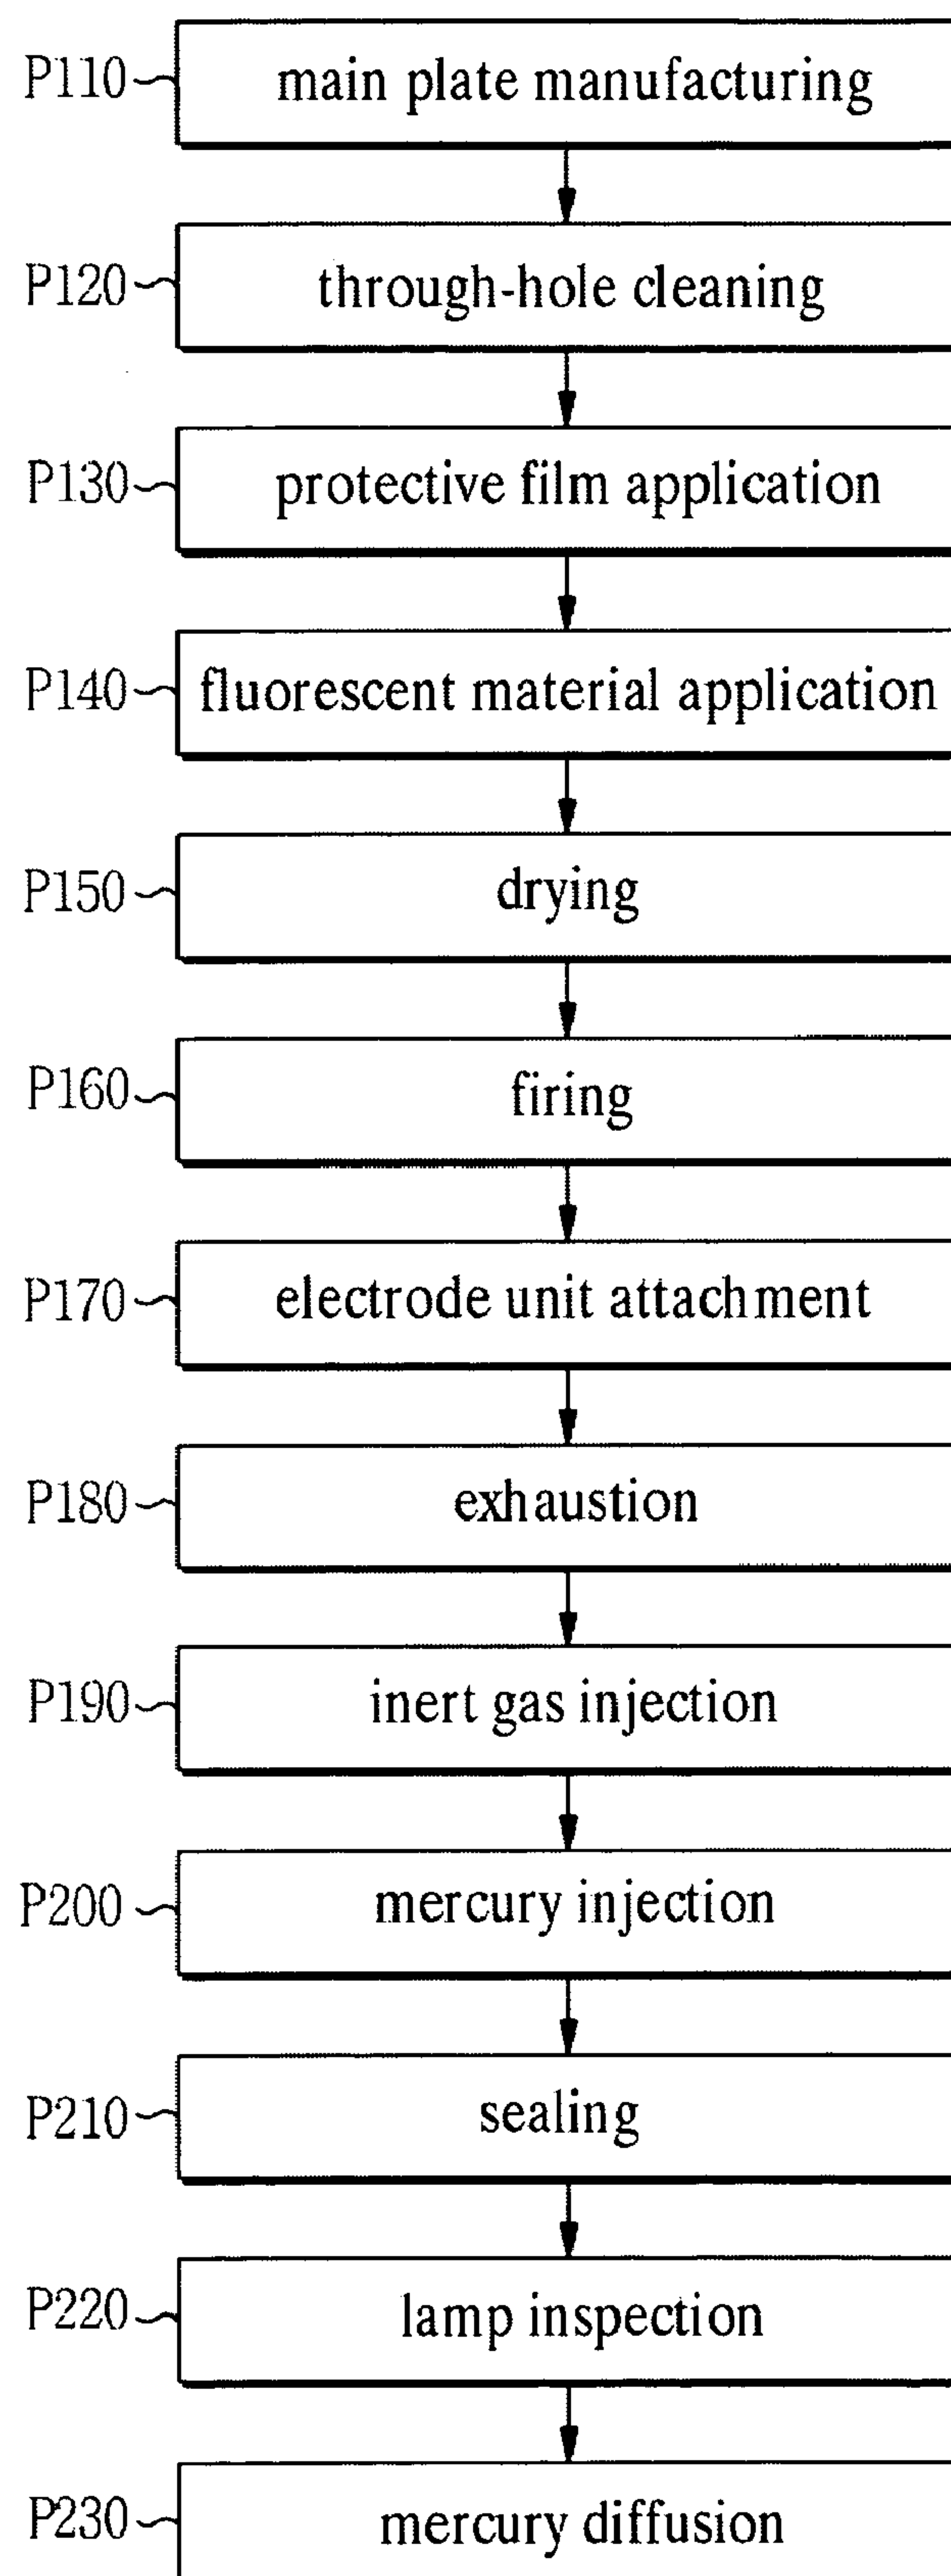 P110 main plate manufacturing
P120 through-hole cleaning
P130 protective film application
P140 fluorescent material application
P150 drying
P160 firing
P170 electrode unit attachment
P180 exhaustion
P190 inert gas injection
P200 mercury injection
P210 sealing
P220 lamp inspection
P230 mercury diffusion